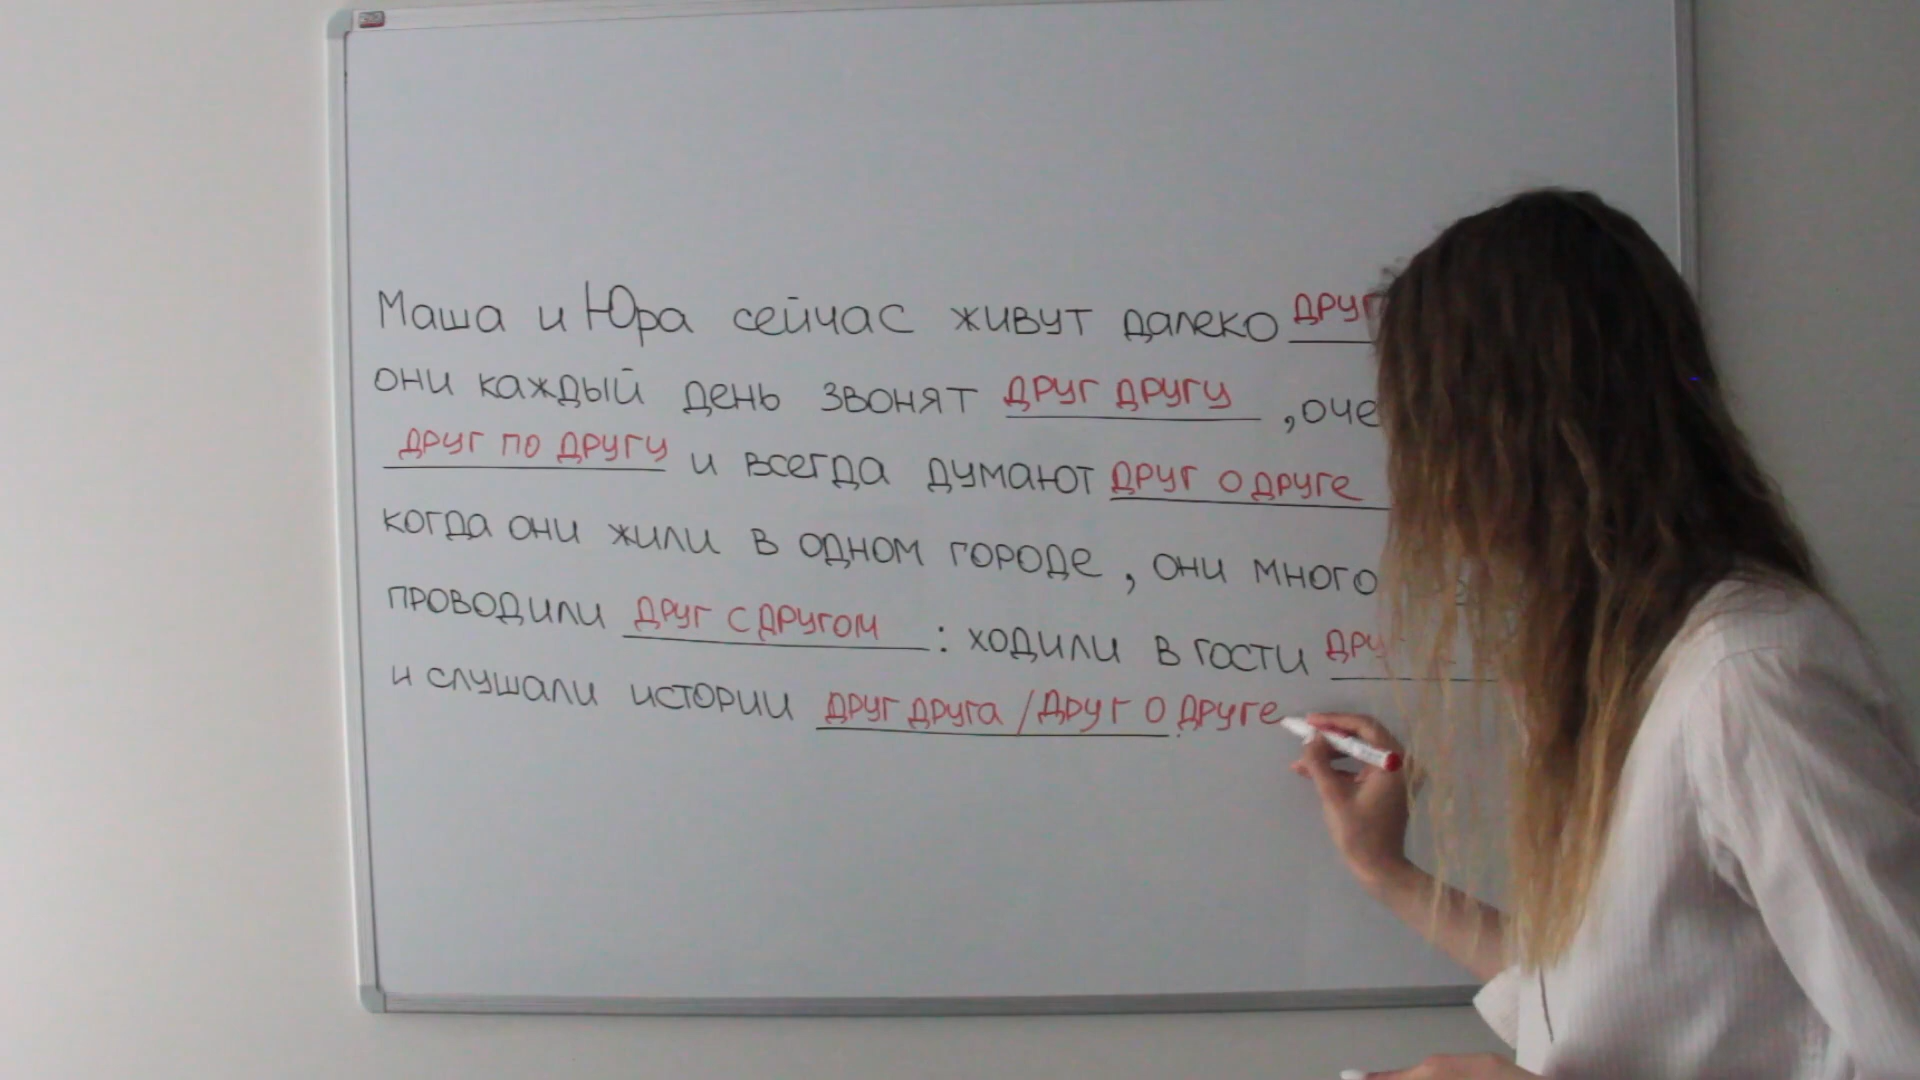 Маша и Юра сейчас живут далеко друг
они каждый день звонят друг другу ,
друг по другу и всегда думают друг о друге
когда они жили в одном городе , они много
проводили друг с другом : ходили в гости
и слушали истории друг друга / друг о друге